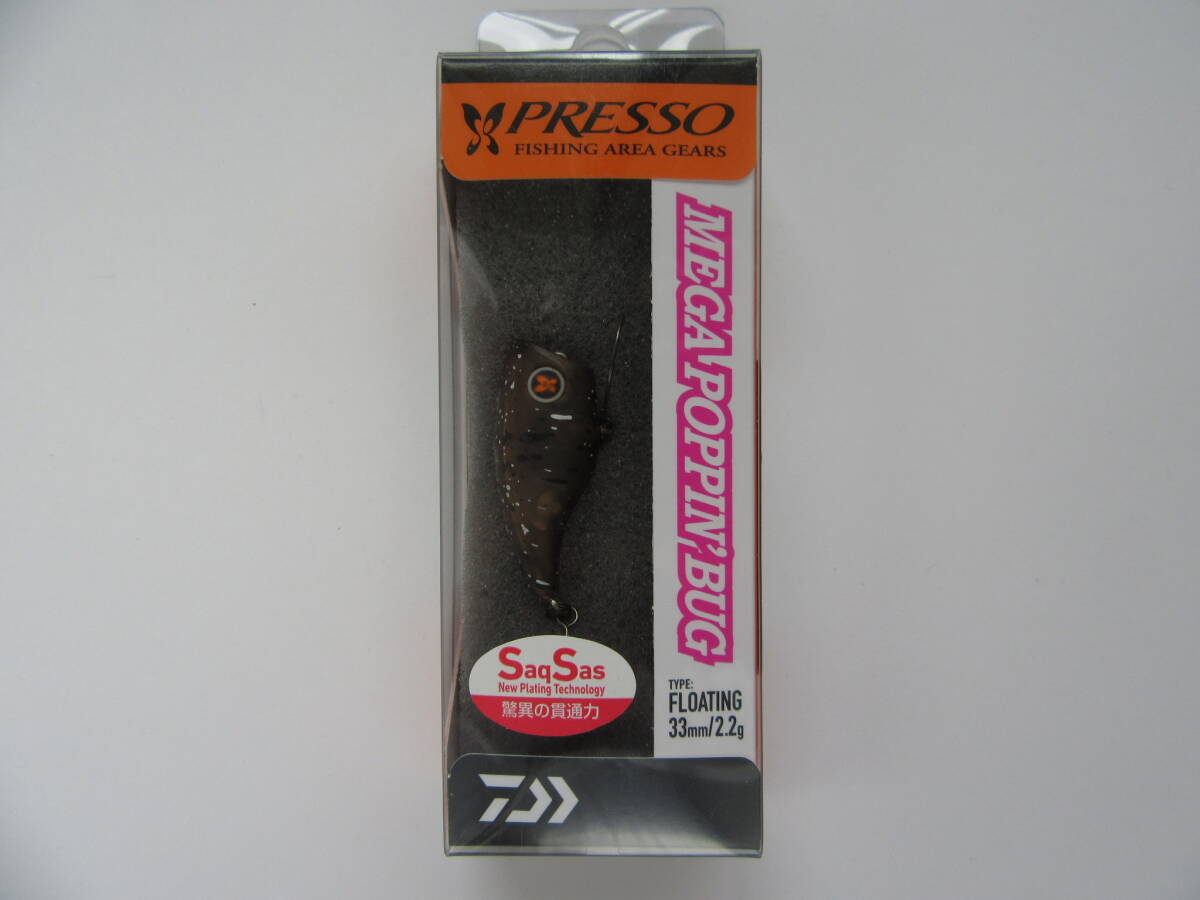 PRESSO
FISHING AREA GEARS
MEGA POPPIN' BUG
TYPE:
FLOATING
33mm/2.2g
SaqSas
New Plating Technology
驚異の貫通力